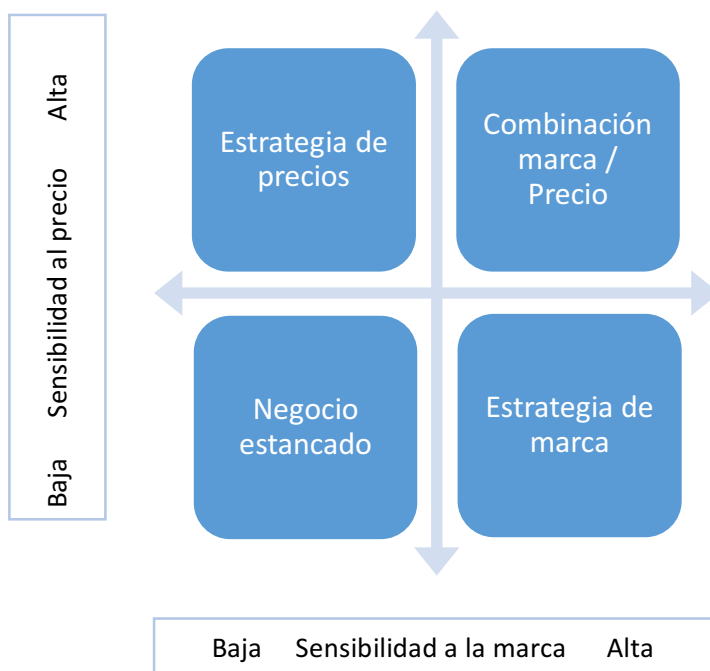 Alta
Sensibilidad al precio
Baja
Estrategia de
precios
Combinación
marca /
Precio
Negocio
estancado
Estrategia de
marca
Baja Sensibilidad a la marca Alta